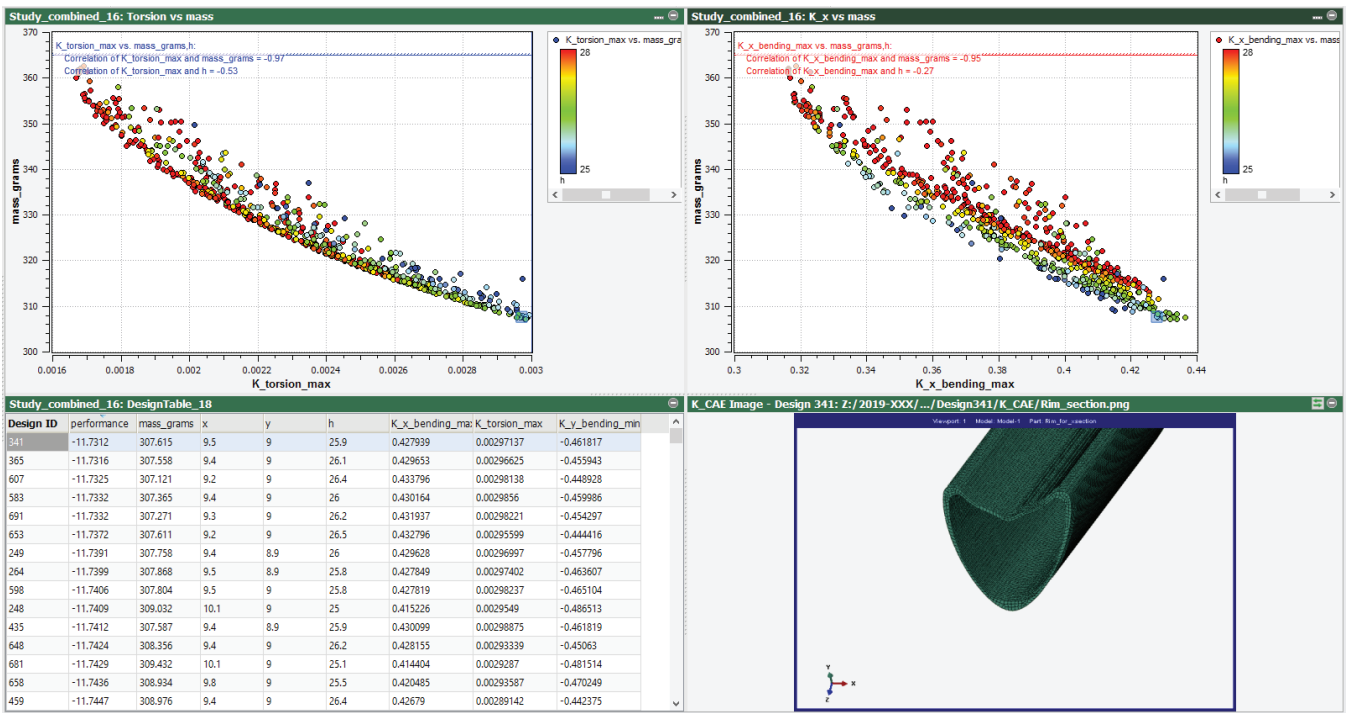 Study_combined_16: Torsion vs mass
K_torsion_max vs. mass_grams,h:
Correlation of K_torsion_max and mass_grams = -0.97
Correlation of K_torsion_max and h = -0.53
370
360
350
340
330
320
310
300
mass_grams
0.0016 0.0018 0.002 0.0022 0.0024 0.0026 0.0028 0.003
K_torsion_max
K_torsion_max vs. mass_gra
28
25
h
Study_combined_16: K_x vs mass
K_x_bending_max vs. mass_grams,h:
Correlation of K_x_bending_max and mass_grams = -0.95
Correlation of K_x_bending_max and h = -0.27
370
360
350
340
330
320
310
300
mass_grams
0.3 0.32 0.34 0.36 0.38 0.4 0.42 0.44
K_x_bending_max
K_x_bending_max vs. mass
28
25
h
Study_combined_16: DesignTable_18
Design ID performance mass_grams x y h K_x_bending_max K_torsion_max K_y_bending_min
341 -11.7312 307.615 9.5 9 25.9 0.427939 0.00297137 -0.461817
365 -11.7316 307.558 9.4 9 26.1 0.429653 0.00296625 -0.455943
607 -11.7325 307.121 9.2 9 26.4 0.433796 0.00298138 -0.448928
583 -11.7332 307.365 9.4 9 26 0.430164 0.0029856 -0.459986
691 -11.7332 307.271 9.3 9 26.2 0.431937 0.00298221 -0.454297
653 -11.7372 307.611 9.2 9 26.5 0.432796 0.00295599 -0.444416
249 -11.7391 307.758 9.4 8.9 26 0.429628 0.00296997 -0.457796
264 -11.7399 307.868 9.5 8.9 25.8 0.427849 0.00297402 -0.463607
598 -11.7406 307.804 9.5 9 25.8 0.427819 0.00298237 -0.465104
248 -11.7409 309.032 10.1 9 25 0.415226 0.0029549 -0.486513
435 -11.7412 307.587 9.4 8.9 25.9 0.430099 0.00298875 -0.461819
648 -11.7424 308.356 9.4 9 26.2 0.428155 0.00293339 -0.45063
681 -11.7429 309.432 10.1 9 25.1 0.414404 0.0029287 -0.481514
658 -11.7436 308.934 9.8 9 25.5 0.420485 0.00293587 -0.470249
459 -11.7447 308.976 9.4 9 26.4 0.42679 0.00289142 -0.442375
K_CAE Image - Design 341: Z:/2019-XXX/.../Design341/K_CAE/Rim_section.png
Viewport: 1 Model: Model-1 Part: Rim_for_xsection
Y
X
Z